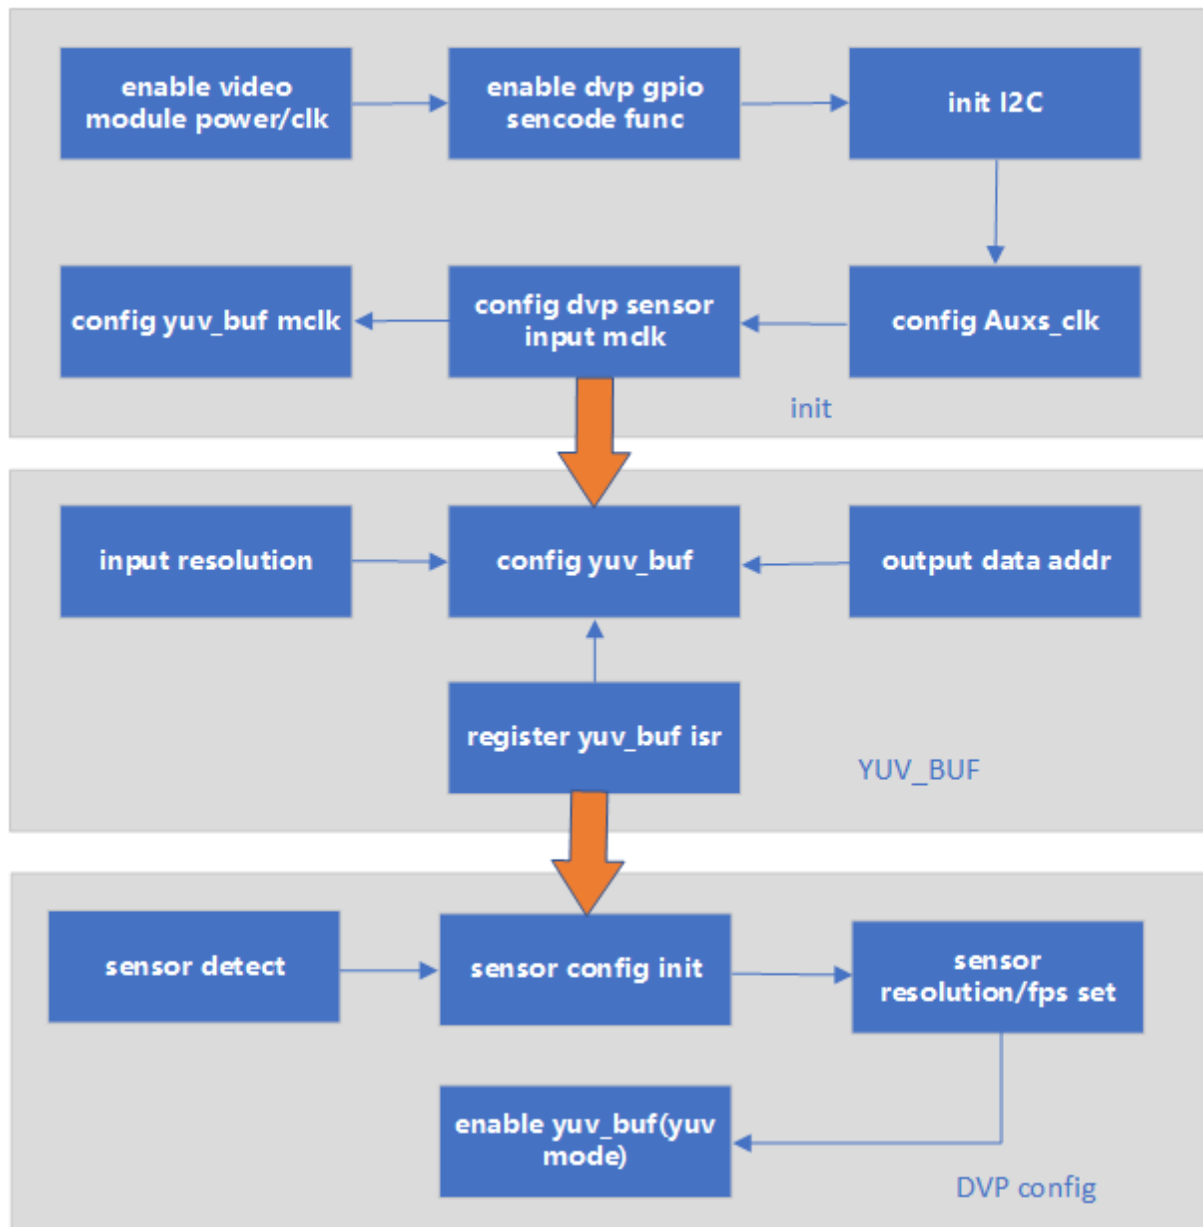 enable video
module power/clk
enable dvp gpio
sencode func
init I2C
config yuv_buf mclk
config dvp sensor
input mclk
config Auxs_clk
init
input resolution
config yuv_buf
output data addr
register yuv_buf isr
YUV_BUF
sensor detect
sensor config init
sensor
resolution/fps set
enable yuv_buf(yuv
mode)
DVP config